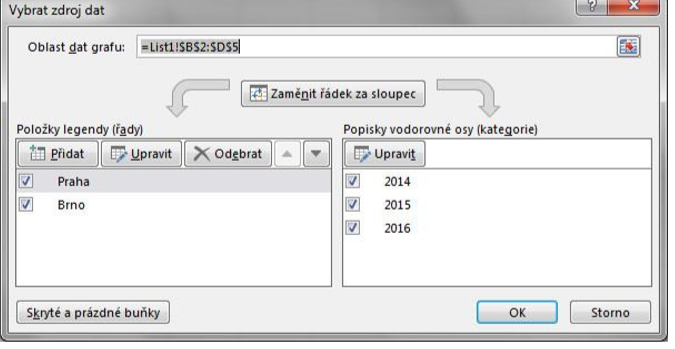 Vybrat zdroj dat
Oblast dat grafu: =List1!$B$2:$D$5
Zaměnit řádek za sloupec
Položky legendy (řady)
Přidat Upravit Odebrat
Praha
Brno
Popisky vodorovné osy (kategorie)
Upravit
2014
2015
2016
Skryté a prázdné buňky
OK Storno